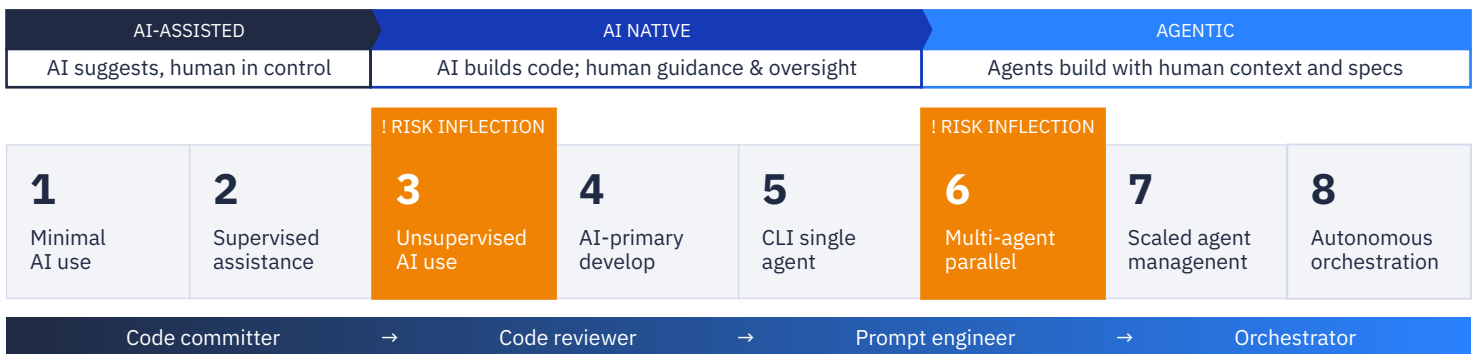 AI-ASSISTED
AI NATIVE
AGENTIC
AI suggests, human in control
AI builds code; human guidance & oversight
Agents build with human context and specs
! RISK INFLECTION
! RISK INFLECTION
1
Minimal
AI use
2
Supervised
assistance
3
Unsupervised
AI use
4
AI-primary
develop
5
CLI single
agent
6
Multi-agent
parallel
7
Scaled agent
managenent
8
Autonomous
orchestration
Code committer → Code reviewer → Prompt engineer → Orchestrator